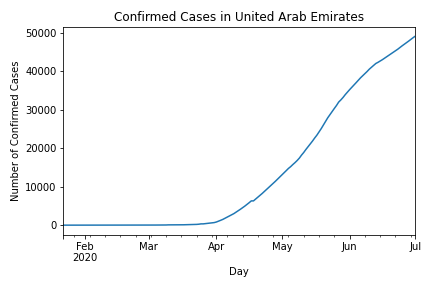 Confirmed Cases in United Arab Emirates
50000
40000
30000
20000
10000
0
Number of Confirmed Cases
Feb Mar Apr May Jun Jul
2020
Day